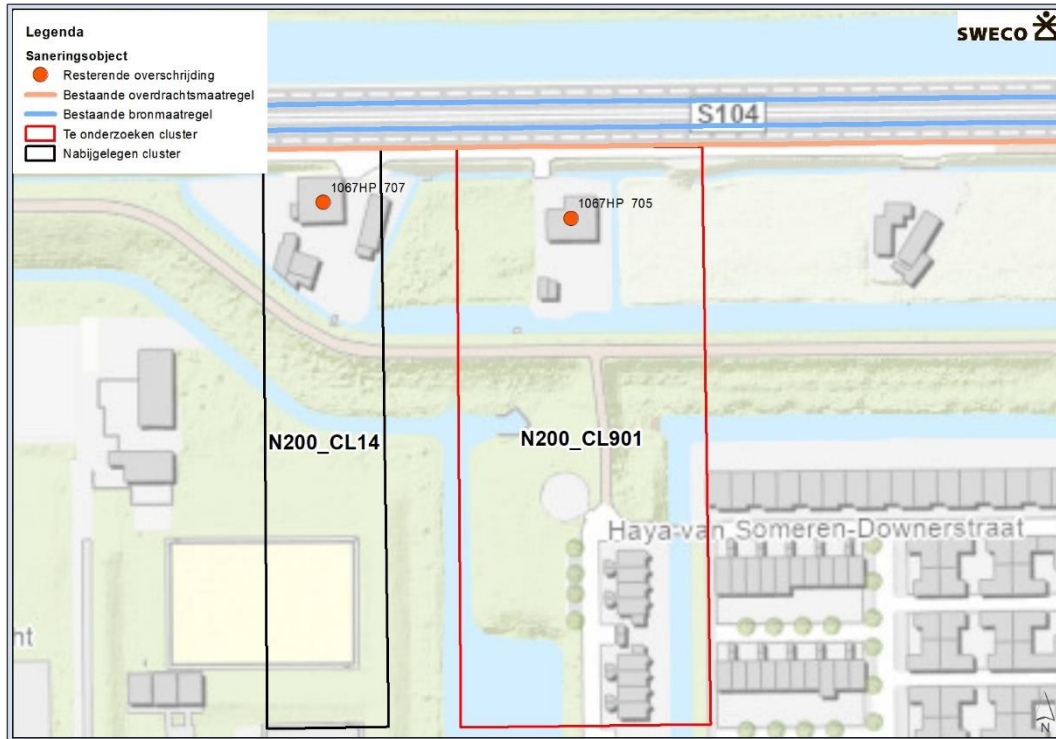 Legenda
Saneringsobject
Resterende overschrijding
Bestaande overdrachtsmaatregel
Bestaande bronmaatregel
Te onderzoeken cluster
Nabijgelegen cluster
SWECO
S104
1067HP 707
1067HP 705
N200_CL14
N200_CL901
Haya van Someren-Downerstraat
ht
N